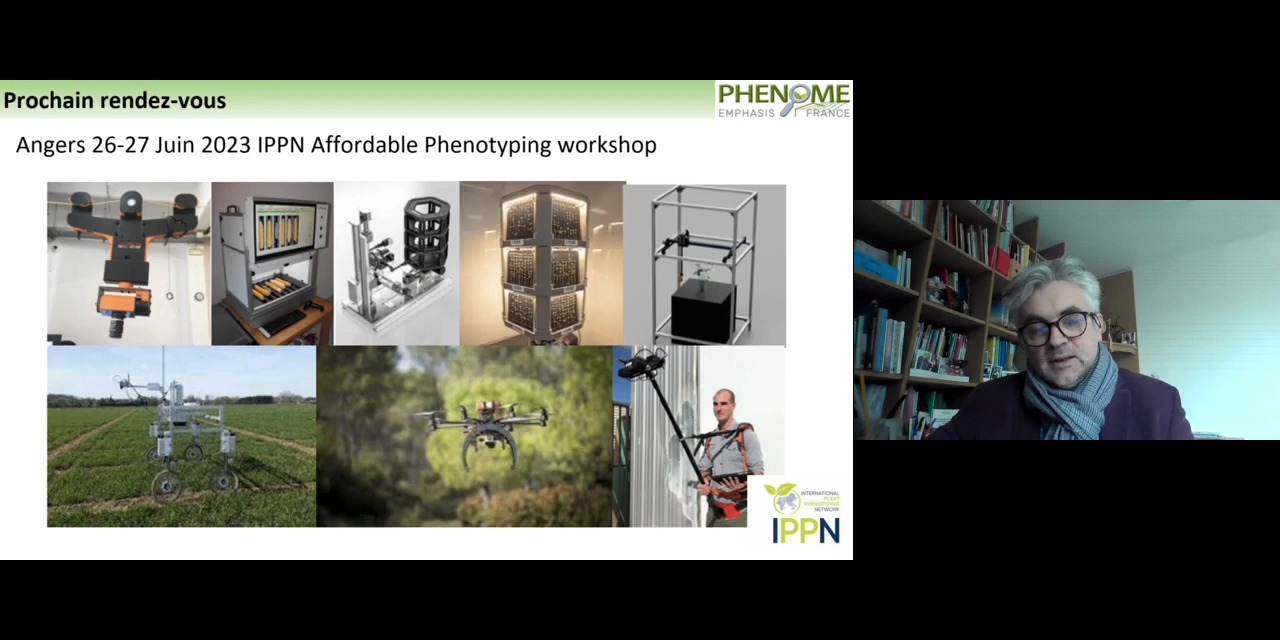 Prochain rendez-vous
PHENOME
EMPHASIS FRANCE
Angers 26-27 Juin 2023 IPPN Affordable Phenotyping workshop
INTERNATIONAL
PLANT
PHENOTYPING
NETWORK
IPPN